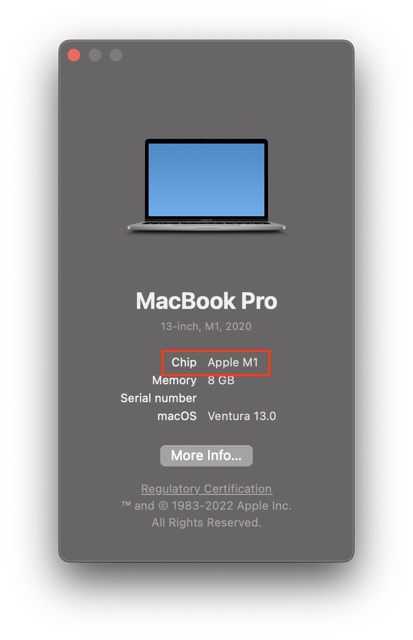 MacBook Pro
13-inch, M1, 2020
Chip Apple M1
Memory 8 GB
Serial number
macOS Ventura 13.0
More Info...
Regulatory Certification
™ and © 1983-2022 Apple Inc.
All Rights Reserved.